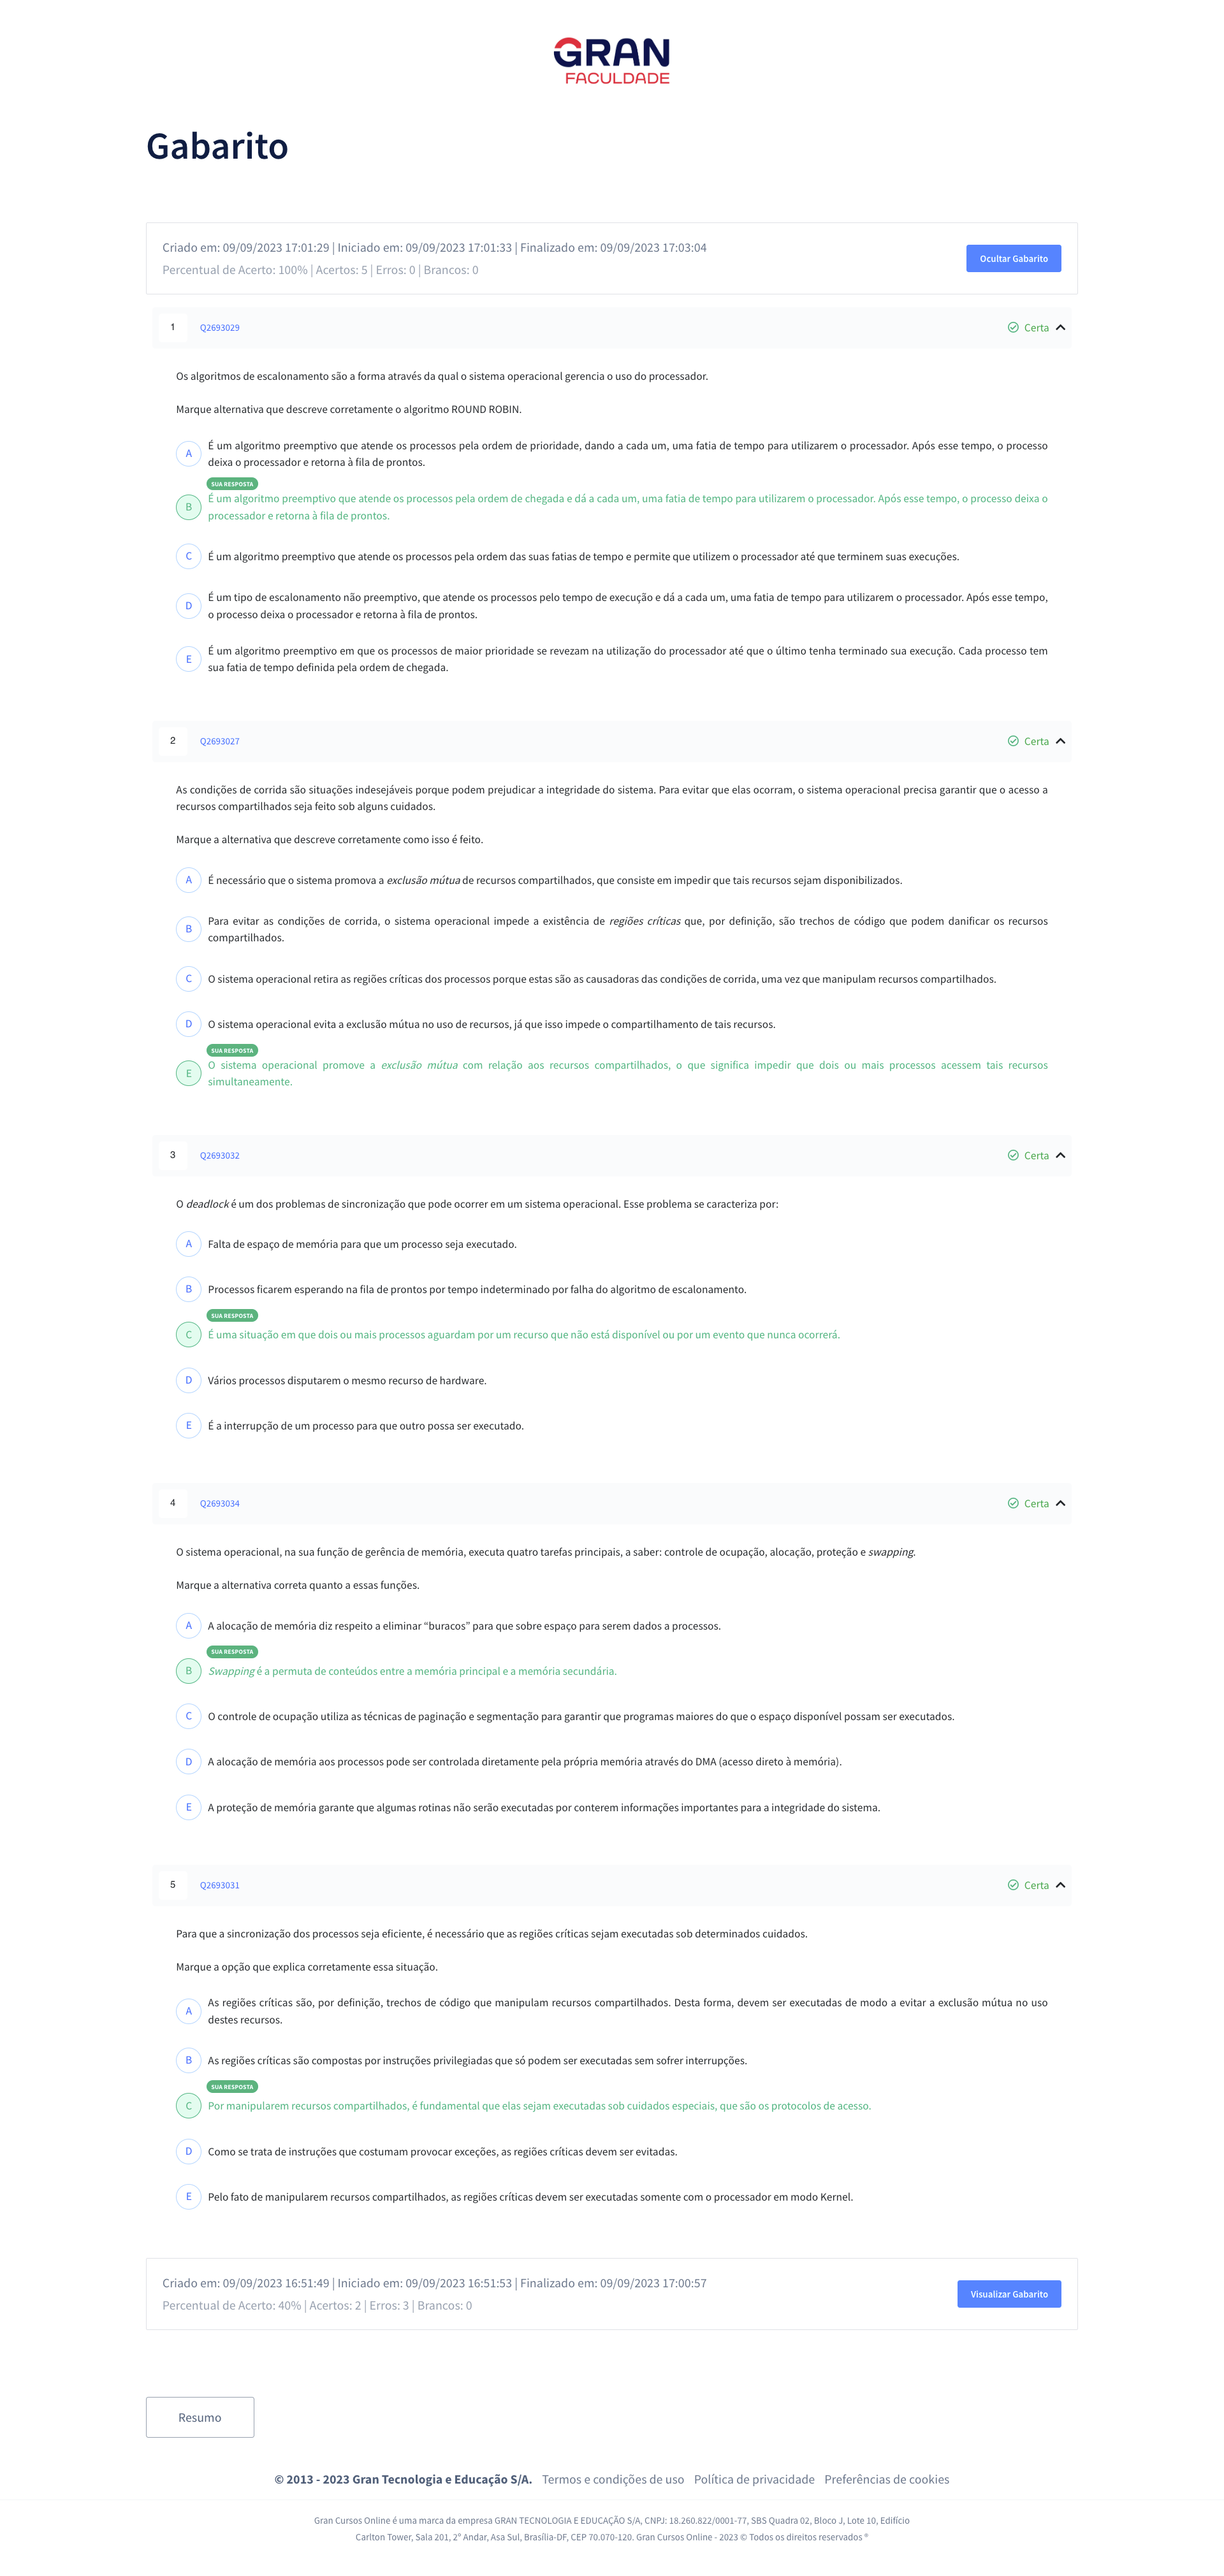 GRAN
FACULDADE
Gabarito
Criado em: 09/09/2023 17:01:29 | Iniciado em: 09/09/2023 17:01:33 | Finalizado em: 09/09/2023 17:03:04
Percentual de Acerto: 100% | Acertos: 5 | Erros: 0 | Brancos: 0
Ocultar Gabarito
1 Q2693029 Certa
Os algoritmos de escalonamento são a forma através da qual o sistema operacional gerencia o uso do processador.
Marque alternativa que descreve corretamente o algoritmo ROUND ROBIN.
A É um algoritmo preemptivo que atende os processos pela ordem de prioridade, dando a cada um, uma fatia de tempo para utilizarem o processador. Após esse tempo, o processo
deixa o processador e retorna à fila de prontos.
SUA RESPOSTA
B É um algoritmo preemptivo que atende os processos pela ordem de chegada e dá a cada um, uma fatia de tempo para utilizarem o processador. Após esse tempo, o processo deixa o
processador e retorna à fila de prontos.
C É um algoritmo preemptivo que atende os processos pela ordem das suas fatias de tempo e permite que utilizem o processador até que terminem suas execuções.
D É um tipo de escalonamento não preemptivo, que atende os processos pelo tempo de execução e dá a cada um, uma fatia de tempo para utilizarem o processador. Após esse tempo,
o processo deixa o processador e retorna à fila de prontos.
E É um algoritmo preemptivo em que os processos de maior prioridade se revezam na utilização do processador até que o último tenha terminado sua execução. Cada processo tem
sua fatia de tempo definida pela ordem de chegada.
2 Q2693027 Certa
As condições de corrida são situações indesejáveis porque podem prejudicar a integridade do sistema. Para evitar que elas ocorram, o sistema operacional precisa garantir que o acesso a
recursos compartilhados seja feito sob alguns cuidados.
Marque a alternativa que descreve corretamente como isso é feito.
A É necessário que o sistema promova a exclusão mútua de recursos compartilhados, que consiste em impedir que tais recursos sejam disponibilizados.
B Para evitar as condições de corrida, o sistema operacional impede a existência de regiões críticas que, por definição, são trechos de código que podem danificar os recursos
compartilhados.
C O sistema operacional retira as regiões críticas dos processos porque estas são as causadoras das condições de corrida, uma vez que manipulam recursos compartilhados.
D O sistema operacional evita a exclusão mútua no uso de recursos, já que isso impede o compartilhamento de tais recursos.
SUA RESPOSTA
E O sistema operacional promove a exclusão mútua com relação aos recursos compartilhados, o que significa impedir que dois ou mais processos acessem tais recursos
simultaneamente.
3 Q2693032 Certa
O deadlock é um dos problemas de sincronização que pode ocorrer em um sistema operacional. Esse problema se caracteriza por:
A Falta de espaço de memória para que um processo seja executado.
B Processos ficarem esperando na fila de prontos por tempo indeterminado por falha do algoritmo de escalonamento.
SUA RESPOSTA
C É uma situação em que dois ou mais processos aguardam por um recurso que não está disponível ou por um evento que nunca ocorrerá.
D Vários processos disputarem o mesmo recurso de hardware.
E É a interrupção de um processo para que outro possa ser executado.
4 Q2693034 Certa
O sistema operacional, na sua função de gerência de memória, executa quatro tarefas principais, a saber: controle de ocupação, alocação, proteção e swapping.
Marque a alternativa correta quanto a essas funções.
A A alocação de memória diz respeito a eliminar “buracos” para que sobre espaço para serem dados a processos.
SUA RESPOSTA
B Swapping é a permuta de conteúdos entre a memória principal e a memória secundária.
C O controle de ocupação utiliza as técnicas de paginação e segmentação para garantir que programas maiores do que o espaço disponível possam ser executados.
D A alocação de memória aos processos pode ser controlada diretamente pela própria memória através do DMA (acesso direto à memória).
E A proteção de memória garante que algumas rotinas não serão executadas por conterem informações importantes para a integridade do sistema.
5 Q2693031 Certa
Para que a sincronização dos processos seja eficiente, é necessário que as regiões críticas sejam executadas sob determinados cuidados.
Marque a opção que explica corretamente essa situação.
A As regiões críticas são, por definição, trechos de código que manipulam recursos compartilhados. Desta forma, devem ser executadas de modo a evitar a exclusão mútua no uso
destes recursos.
B As regiões críticas são compostas por instruções privilegiadas que só podem ser executadas sem sofrer interrupções.
SUA RESPOSTA
C Por manipularem recursos compartilhados, é fundamental que elas sejam executadas sob cuidados especiais, que são os protocolos de acesso.
D Como se trata de instruções que costumam provocar exceções, as regiões críticas devem ser evitadas.
E Pelo fato de manipularem recursos compartilhados, as regiões críticas devem ser executadas somente com o processador em modo Kernel.
Criado em: 09/09/2023 16:51:49 | Iniciado em: 09/09/2023 16:51:53 | Finalizado em: 09/09/2023 17:00:57
Percentual de Acerto: 40% | Acertos: 2 | Erros: 3 | Brancos: 0
Visualizar Gabarito
Resumo
© 2013 - 2023 Gran Tecnologia e Educação S/A. Termos e condições de uso Política de privacidade Preferências de cookies
Gran Cursos Online é uma marca da empresa GRAN TECNOLOGIA E EDUCAÇÃO S/A, CNPJ: 18.260.822/0001-77, SBS Quadra 02, Bloco J, Lote 10, Edifício
Carlton Tower, Sala 201, 2º Andar, Asa Sul, Brasília-DF, CEP 70.070-120. Gran Cursos Online - 2023 © Todos os direitos reservados ®